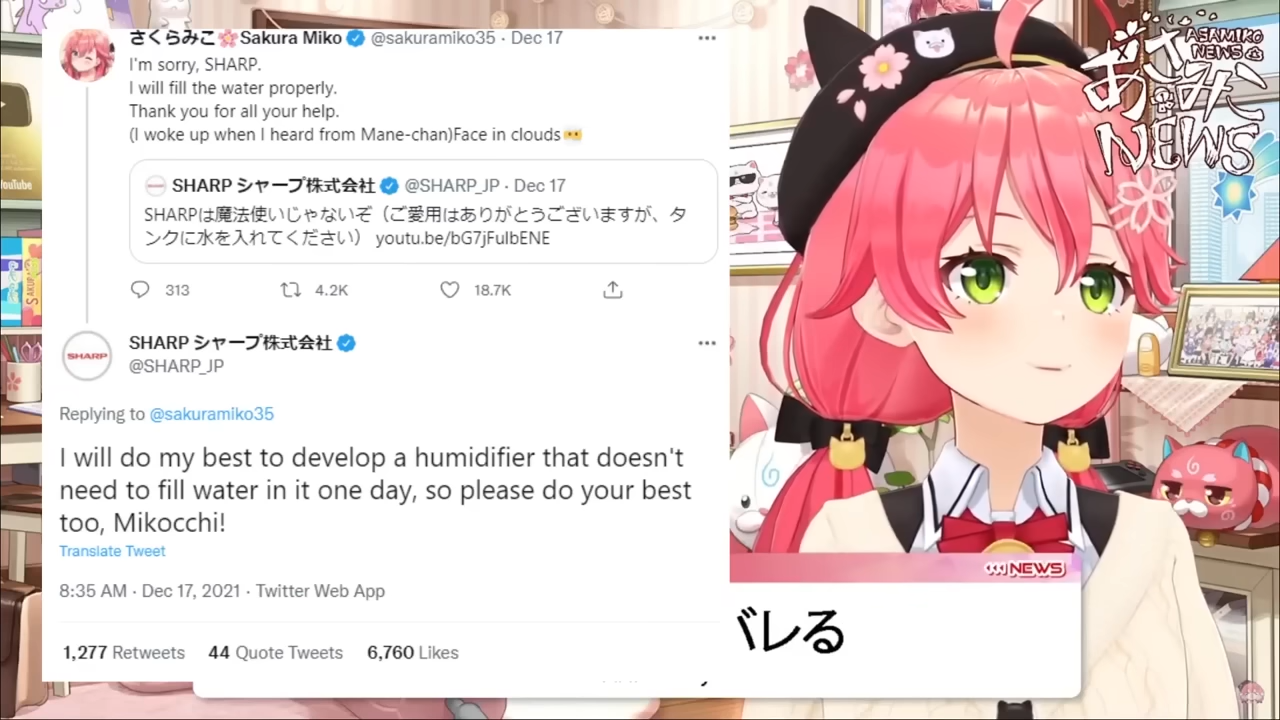 さくらみこ🌸Sakura Miko @sakuramiko35 · Dec 17
I'm sorry, SHARP.
I will fill the water properly.
Thank you for all your help.
(I woke up when I heard from Mane-chan)Face in clouds
SHARP シャープ株式会社 @SHARP_JP · Dec 17
SHARPは魔法使いじゃないぞ（ご愛用はありがとうございますが、タ
ンクに水を入れてください） youtu.be/bG7jFuIbENE
313 4.2K 18.7K
SHARP シャープ株式会社
SHARP
@SHARP_JP
Replying to @sakuramiko35
I will do my best to develop a humidifier that doesn't
need to fill water in it one day, so please do your best
too, Mikocchi!
Translate Tweet
8:35 AM · Dec 17, 2021 · Twitter Web App
1,277 Retweets 44 Quote Tweets 6,760 Likes
ASAMIKO
NEWS
あさみこ
NEWS
NEWS
バレる
YouTube